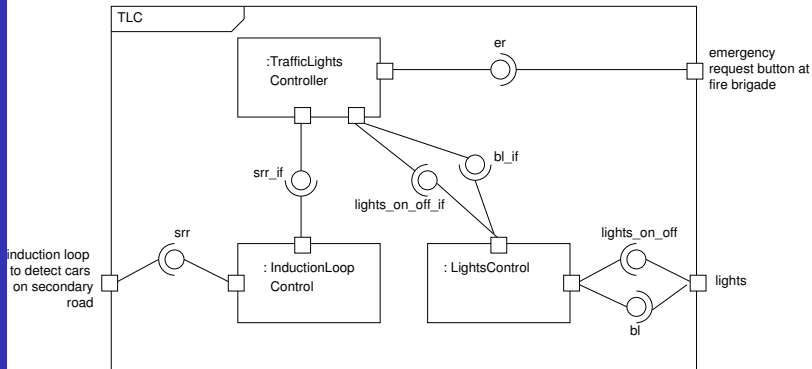 TLC
er
:TrafficLights
Controller
emergency
request button at
fire brigade
srr_if
bl_if
lights_on_off_if
srr
induction loop
to detect cars
on secondary
road
: InductionLoop
Control
: LightsControl
lights_on_off
lights
bl